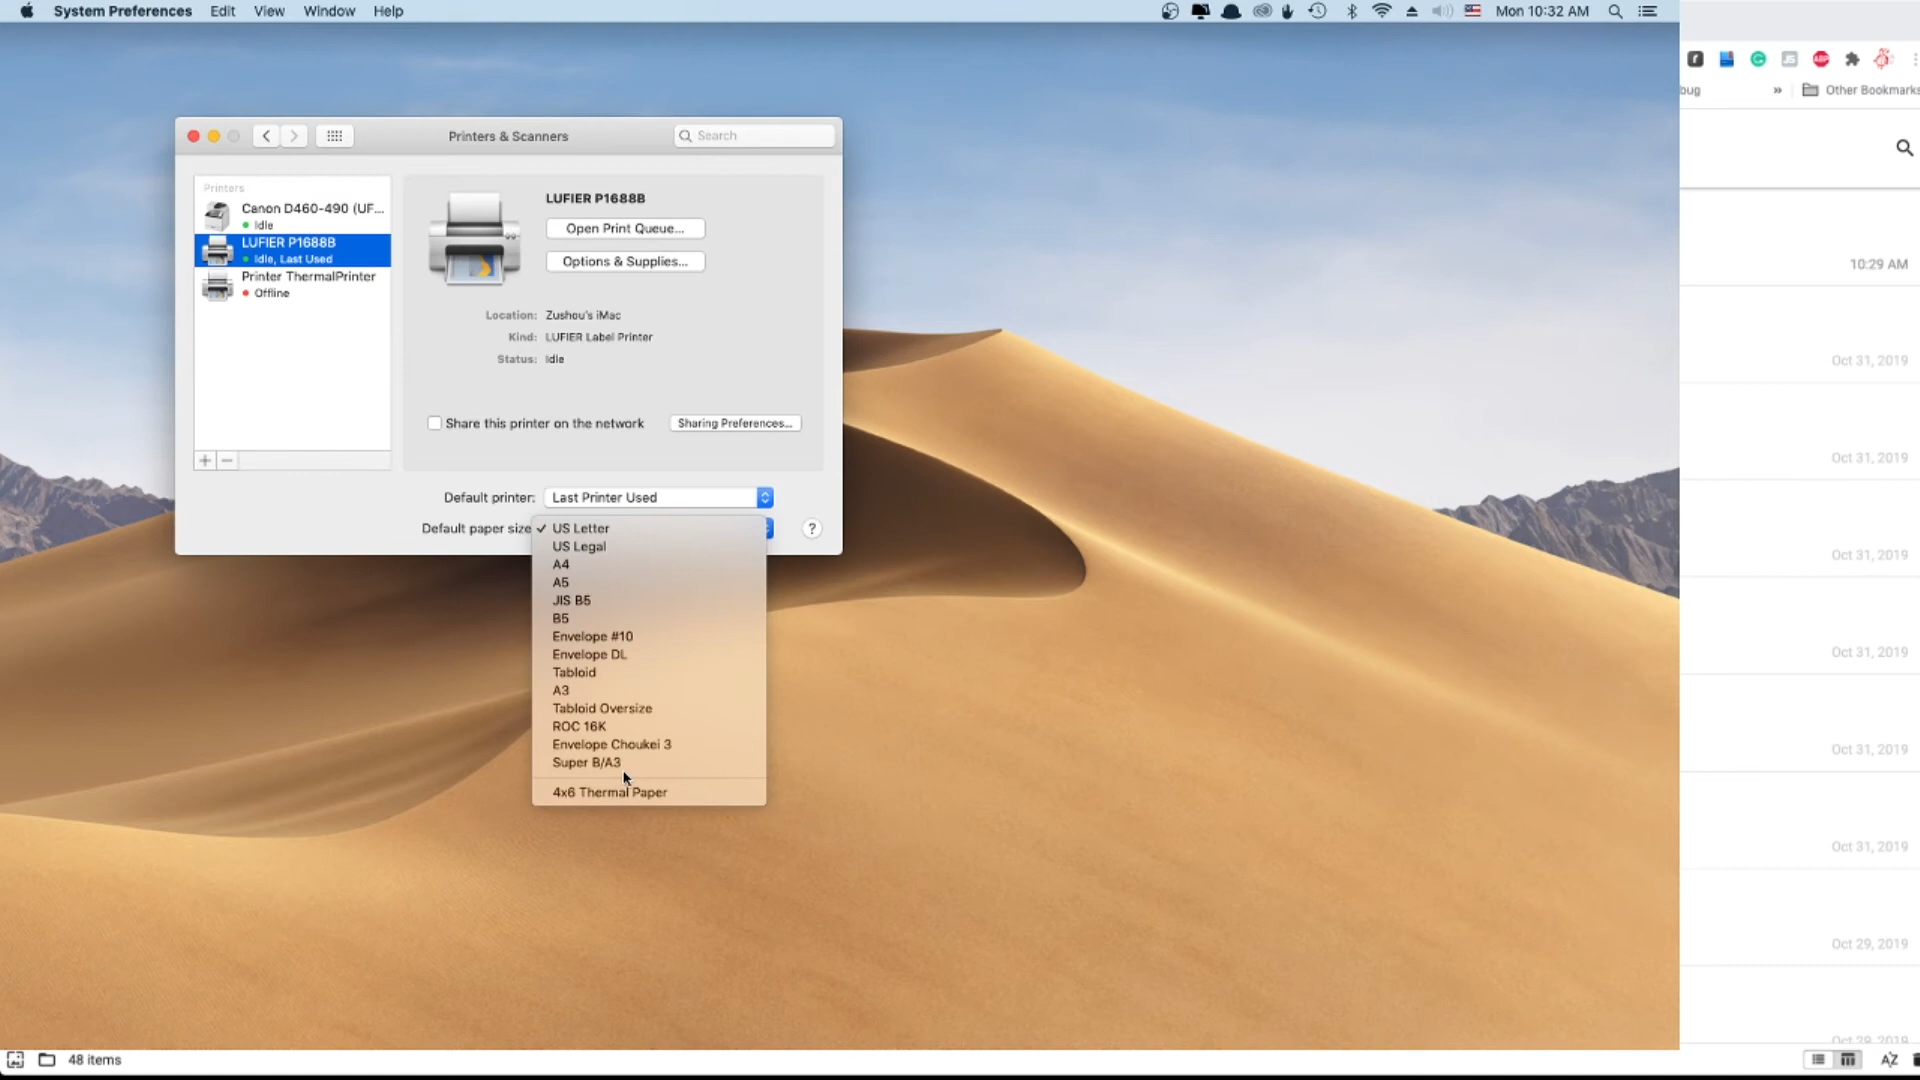 System Preferences Edit View Window Help Mon 10:32 AM
Printers & Scanners
Search
Printers
Canon D460-490 (UF...
Idle
LUFIER P1688B
Idle, Last Used
Printer ThermalPrinter
Offline
LUFIER P1688B
Open Print Queue...
Options & Supplies...
Location: Zushou's iMac
Kind: LUFIER Label Printer
Status: Idle
Share this printer on the network
Sharing Preferences...
Default printer: Last Printer Used
Default paper size
✓ US Letter
?
US Legal
A4
A5
JIS B5
B5
Envelope #10
Envelope DL
Tabloid
A3
Tabloid Oversize
ROC 16K
Envelope Choukei 3
Super B/A3
4x6 Thermal Paper
ABP
bug
» Other Bookmarks
10:29 AM
Oct 31, 2019
Oct 31, 2019
Oct 31, 2019
Oct 31, 2019
Oct 31, 2019
Oct 31, 2019
Oct 29, 2019
48 items
AZ